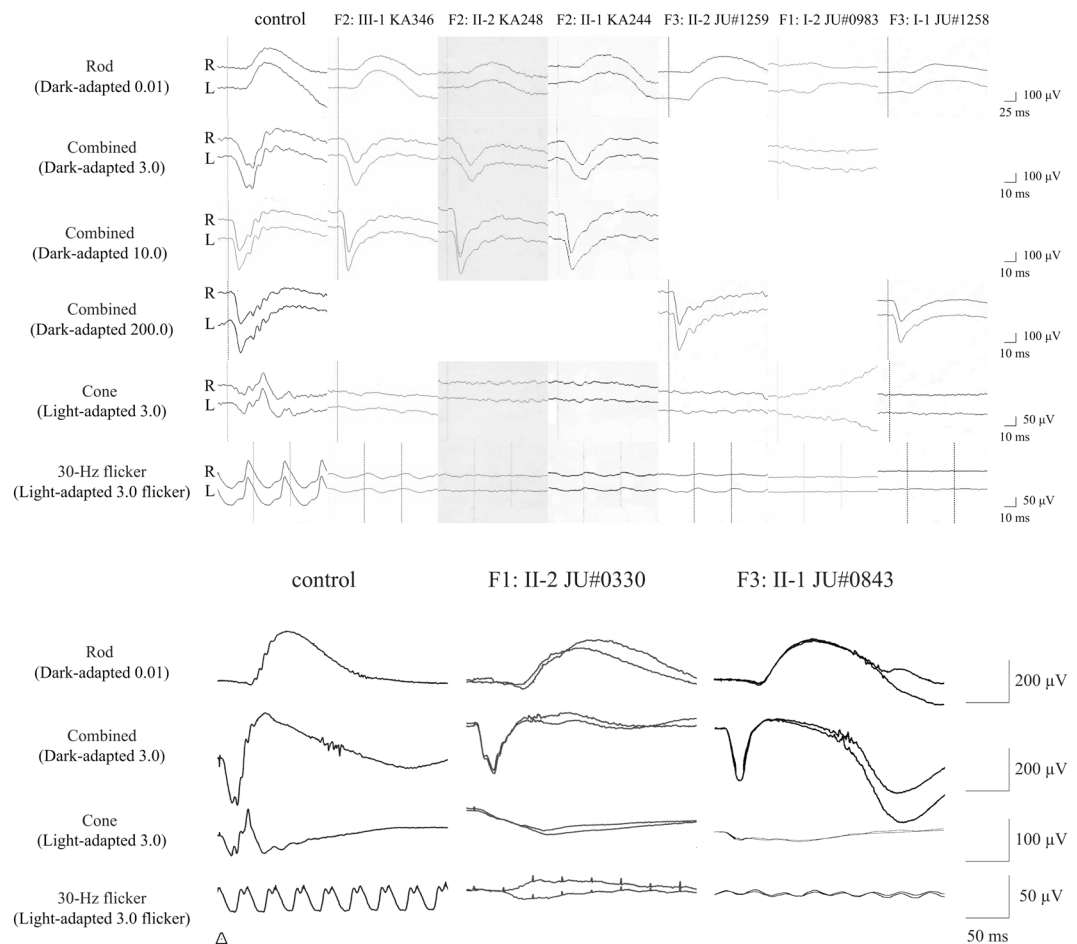 control F2: III-1 KA346 F2: II-2 KA248 F2: II-1 KA244 F3: II-2 JU#1259 F1: I-2 JU#0983 F3: I-1 JU#1258
Rod
(Dark-adapted 0.01)
R
L
100 µV
25 ms
Combined
(Dark-adapted 3.0)
R
L
100 µV
10 ms
Combined
(Dark-adapted 10.0)
R
L
100 µV
10 ms
Combined
(Dark-adapted 200.0)
R
L
100 µV
10 ms
Cone
(Light-adapted 3.0)
R
L
50 µV
10 ms
30-Hz flicker
(Light-adapted 3.0 flicker)
R
L
50 µV
10 ms
control F1: II-2 JU#0330 F3: II-1 JU#0843
Rod
(Dark-adapted 0.01)
200 µV
Combined
(Dark-adapted 3.0)
200 µV
Cone
(Light-adapted 3.0)
100 µV
30-Hz flicker
(Light-adapted 3.0 flicker)
50 µV
50 ms